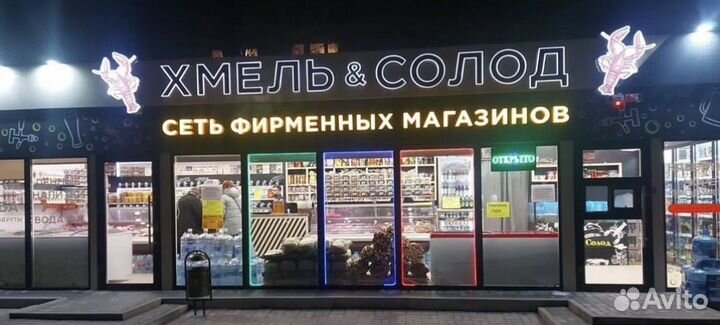 ХМЕЛЬ & СОЛОД
СЕТЬ ФИРМЕННЫХ МАГАЗИНОВ
ОТКРЫТО
ВОДА
Солод
Avito